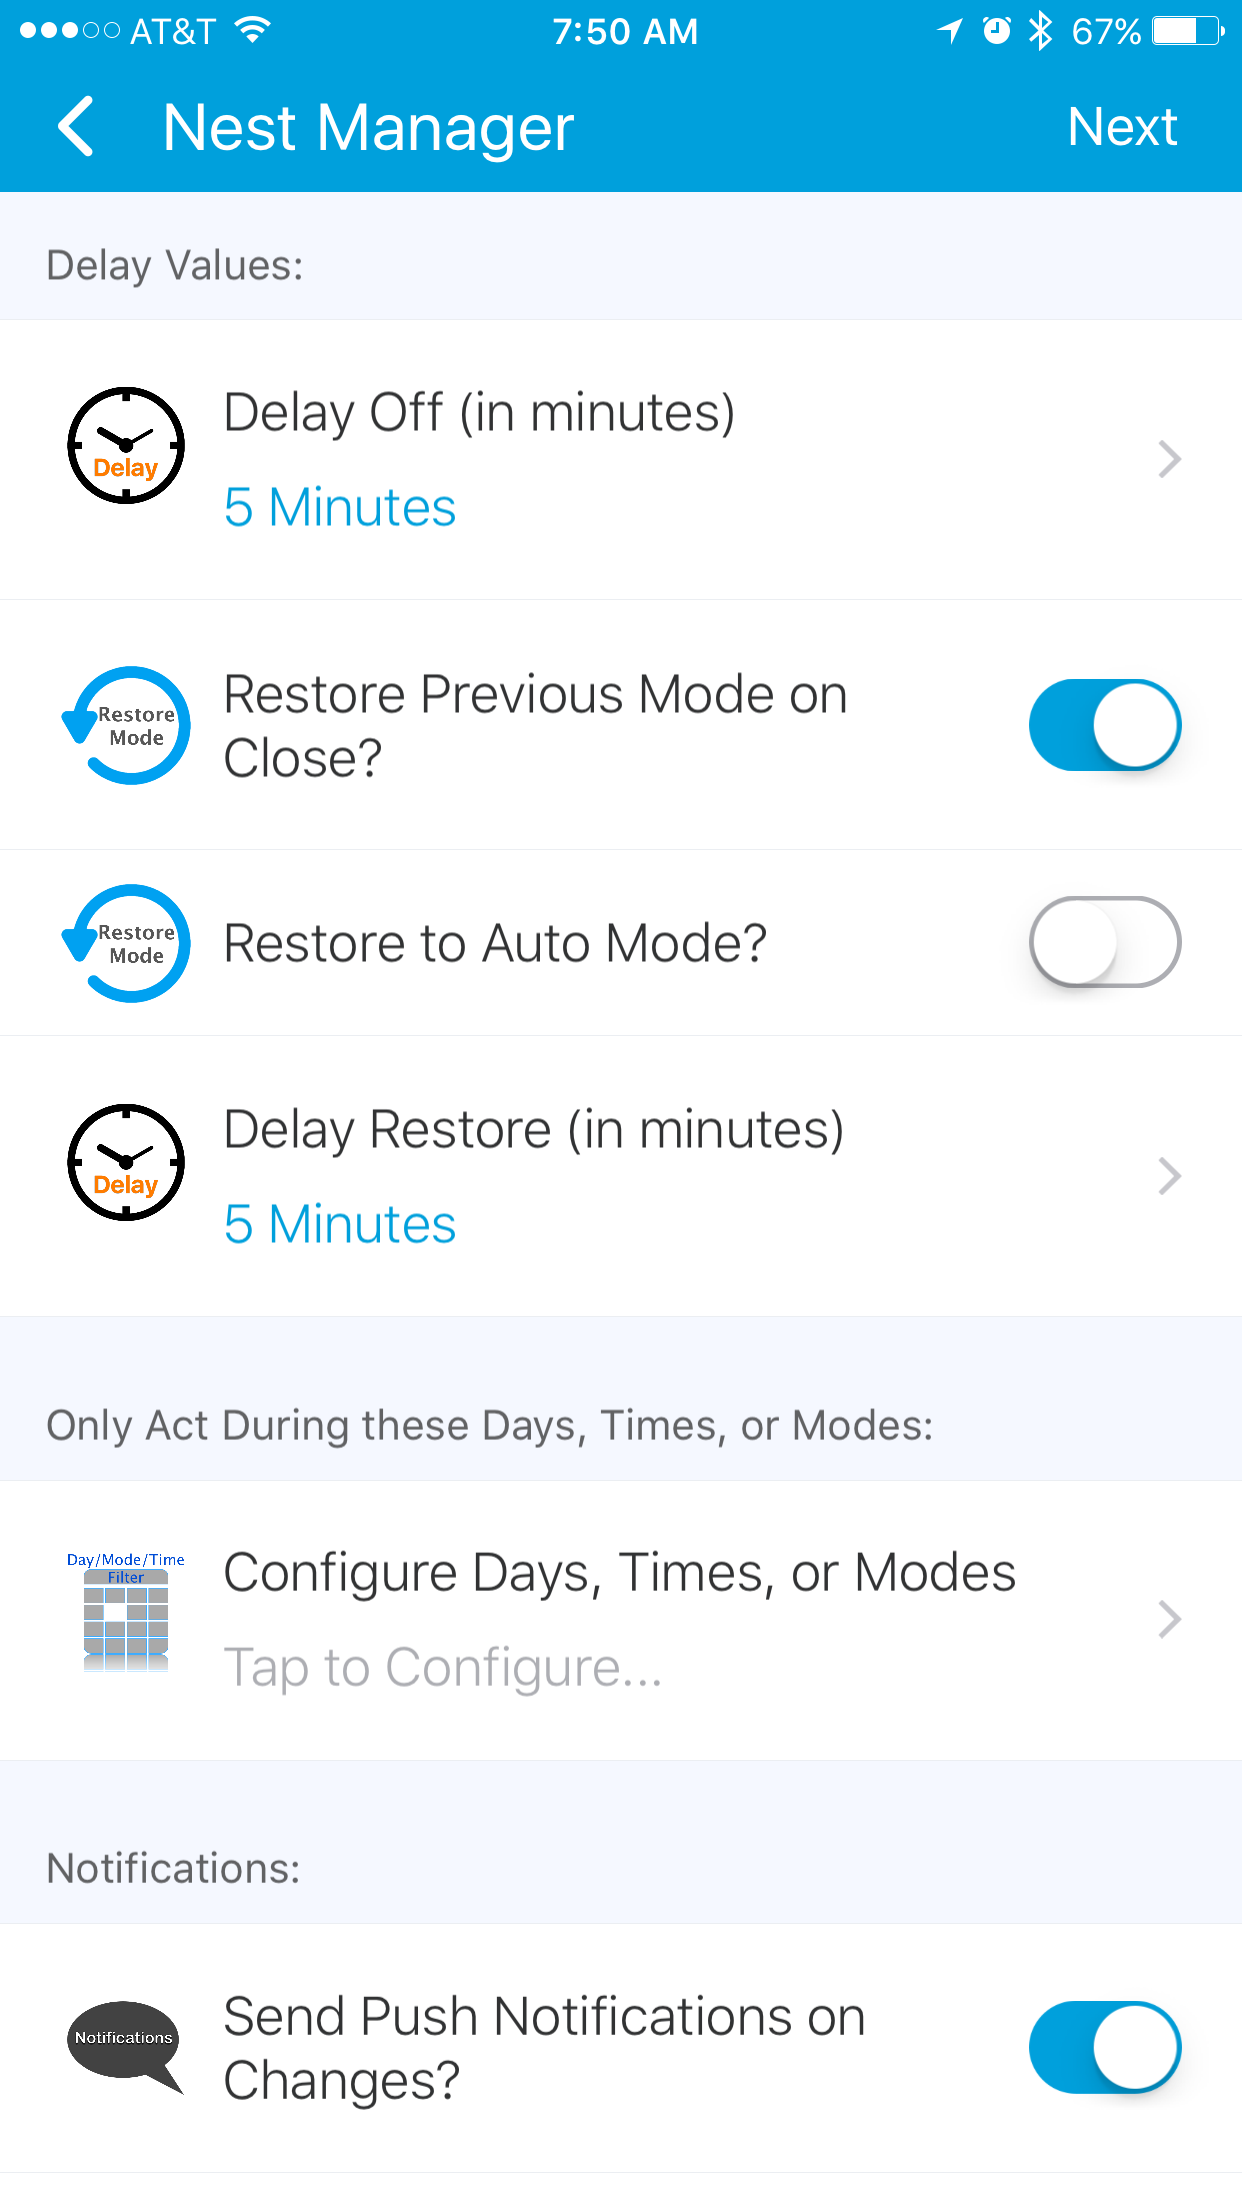 AT&T 7:50 AM 67%
Nest Manager Next
Delay Values:
Delay Off (in minutes)
Delay
5 Minutes
Restore Previous Mode on
Close?
Restore
Mode
Restore to Auto Mode?
Restore
Mode
Delay Restore (in minutes)
Delay
5 Minutes
Only Act During these Days, Times, or Modes:
Day/Mode/Time
Filter
Configure Days, Times, or Modes
Tap to Configure...
Notifications:
Notifications
Send Push Notifications on
Changes?